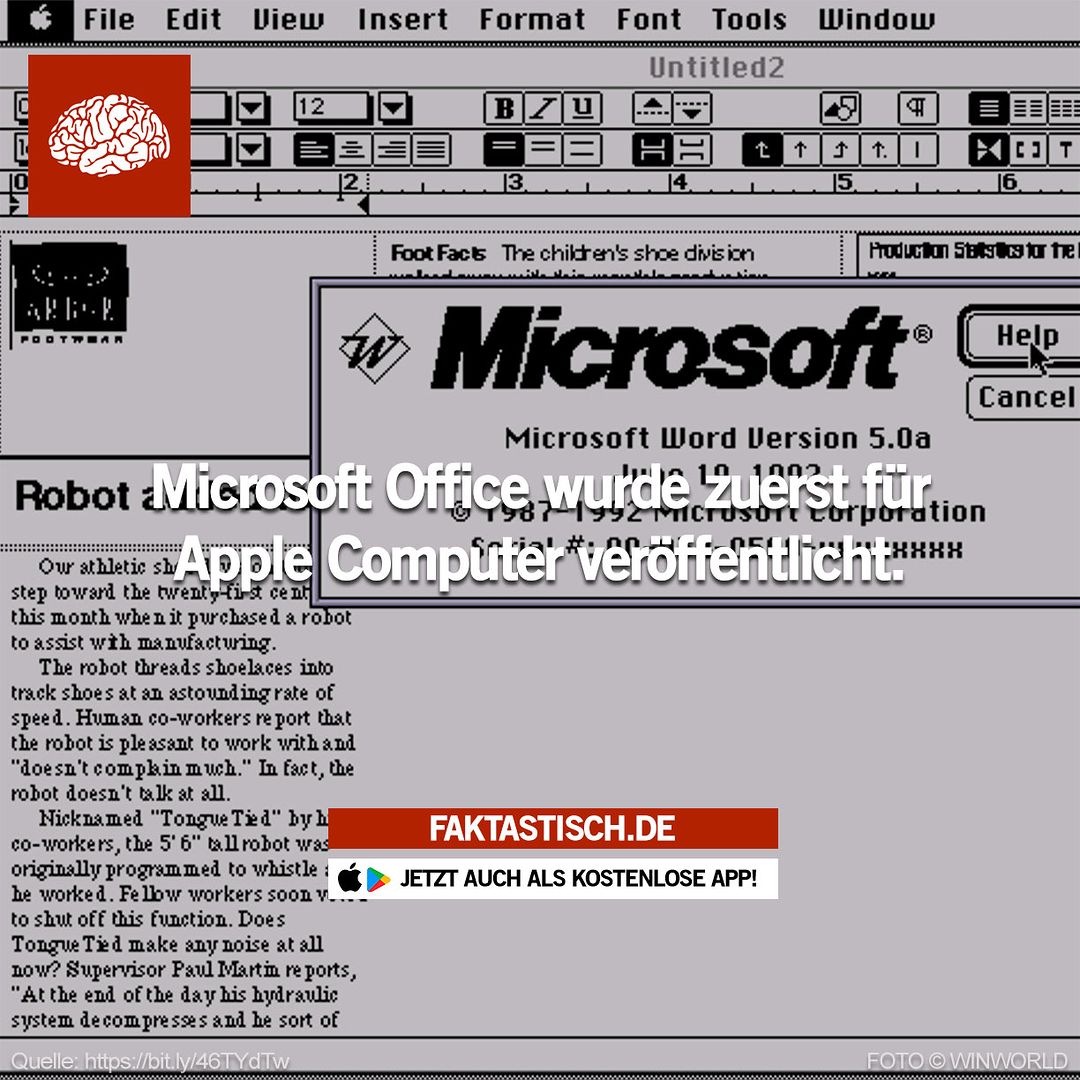 File Edit View Insert Format Font Tools Window
Untitled2
12
B I U
¶
0 2 3 4 5 6
Foot Facts The children's shoe division
Production Statistics for the
FOOTWEAR
Microsoft®
Help
Cancel
Microsoft Word Version 5.0a
1987-1992 Microsoft Corporation
Robot
Microsoft Office wurde zuerst für
Apple Computer veröffentlicht.
Our athletic
step toward the twenty-first
this month when it purchased a robot
to assist with manufacturing.
The robot threads shoelaces into
track shoes at an astounding rate of
speed. Human co-workers report that
the robot is pleasant to work with and
"doesn't complain much." In fact, the
robot doesn't talk at all.
Nicknamed "TongueTied" by
co-workers, the 5' 6" tall robot was
originally programmed to whistle
he worked. Fellow workers soon
to shut off this function. Does
TongueTied make any noise at all
now? Supervisor Paul Martin reports,
"At the end of the day his hydraulic
system decompresses and he sort of
FAKTASTISCH.DE
JETZT AUCH ALS KOSTENLOSE APP!
Quelle: https://bit.ly/46TYdTw
FOTO © WINWORLD